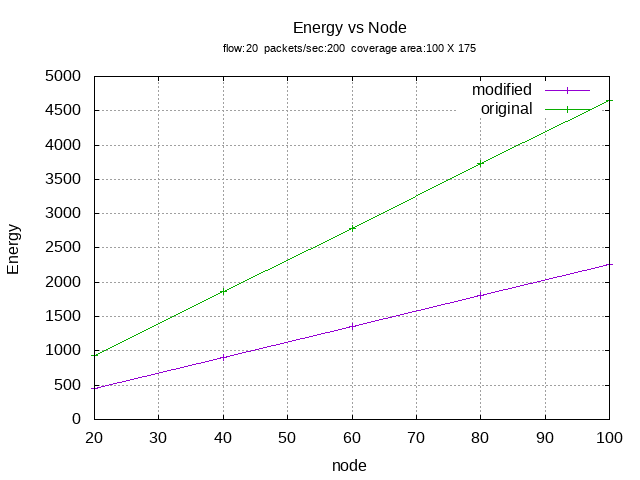 Energy vs Node
flow:20  packets/sec:200  coverage area:100 X 175
modified
original
5000
4500
4000
3500
3000
2500
2000
1500
1000
500
0
Energy
20 30 40 50 60 70 80 90 100
node